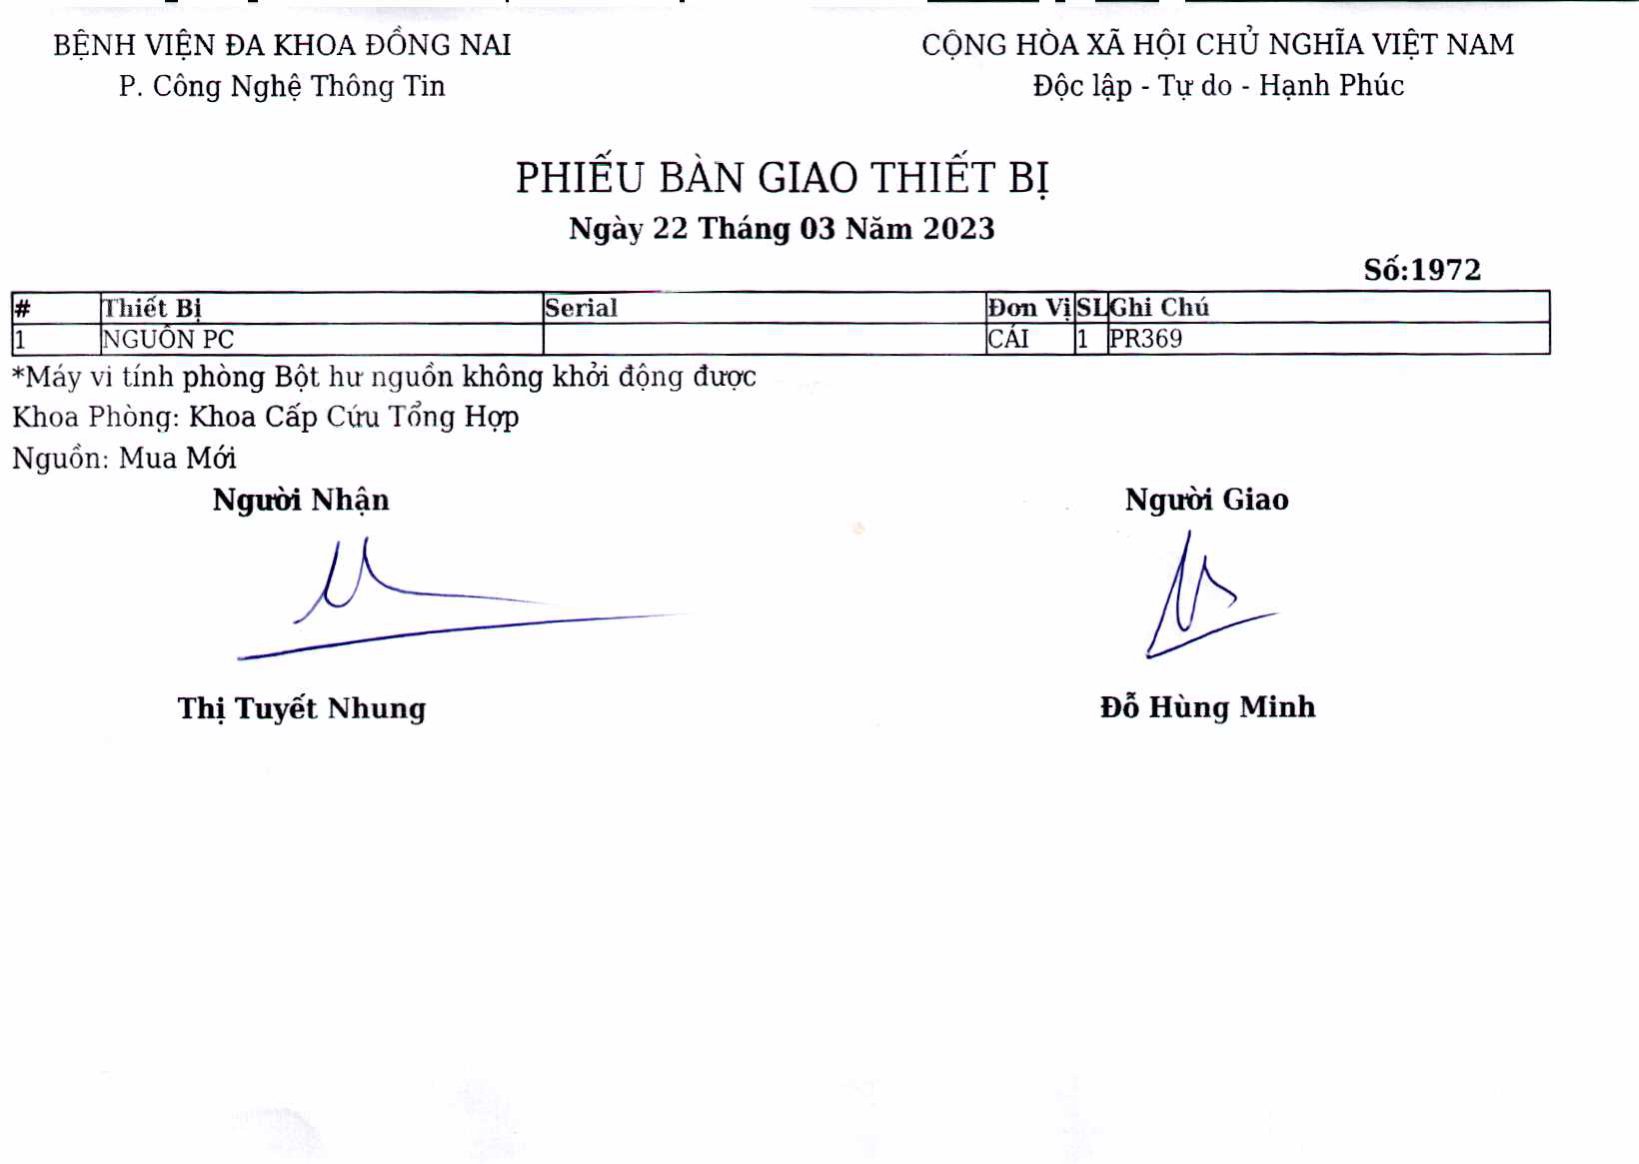 BỆNH VIỆN ĐA KHOA ĐỒNG NAI
P. Công Nghệ Thông Tin
CỘNG HÒA XÃ HỘI CHỦ NGHĨA VIỆT NAM
Độc lập - Tự do - Hạnh Phúc
PHIẾU BÀN GIAO THIẾT BỊ
Ngày 22 Tháng 03 Năm 2023
Số:1972
# Thiết Bị Serial Đơn Vị SL Ghi Chú
1 NGUỒN PC CÁI 1 PR369
*Máy vi tính phòng Bột hư nguồn không khởi động được
Khoa Phòng: Khoa Cấp Cứu Tổng Hợp
Nguồn: Mua Mới
Người Nhận Người Giao
Thị Tuyết Nhung Đỗ Hùng Minh